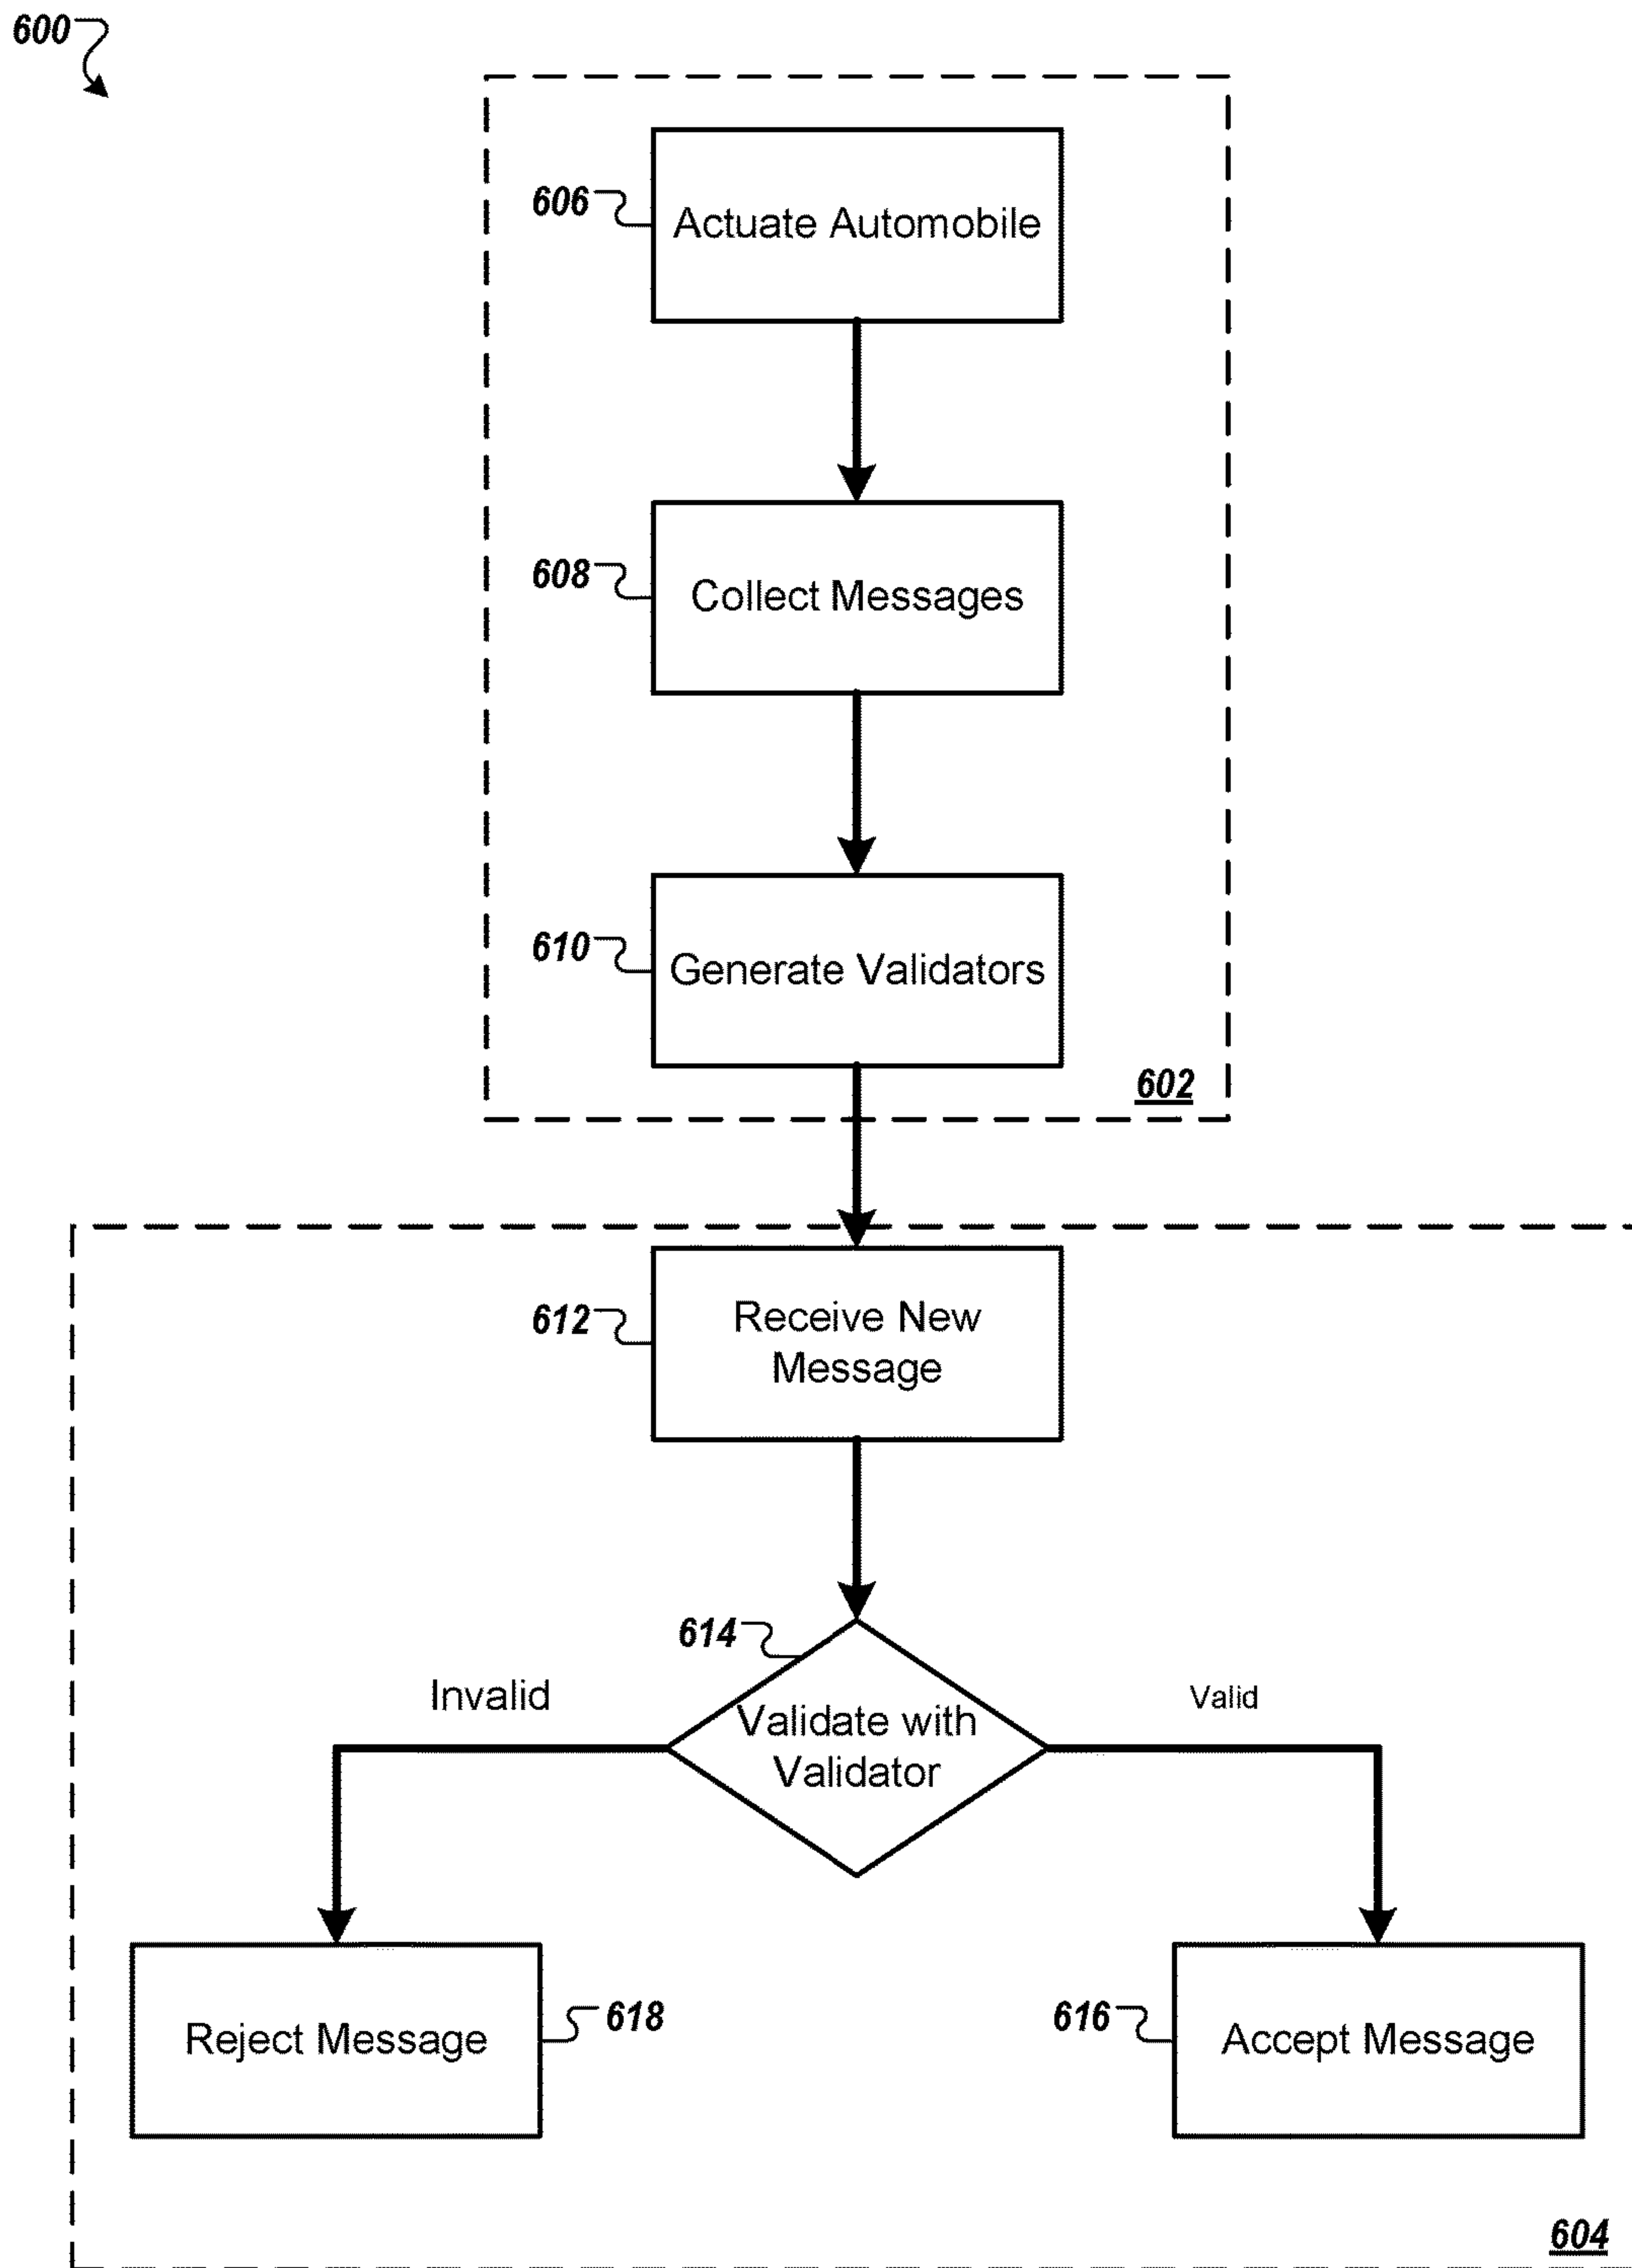 600
606
Actuate Automobile
608
Collect Messages
610
Generate Validators
602
612
Receive New
Message
614
Invalid
Valid
Validate with
Validator
Reject Message
618
616
Accept Message
604